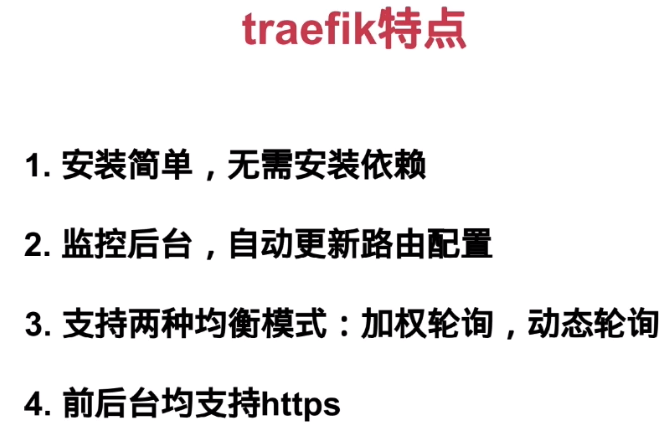 traefik特点
1. 安装简单，无需安装依赖
2. 监控后台，自动更新路由配置
3. 支持两种均衡模式：加权轮询，动态轮询
4. 前后台均支持https